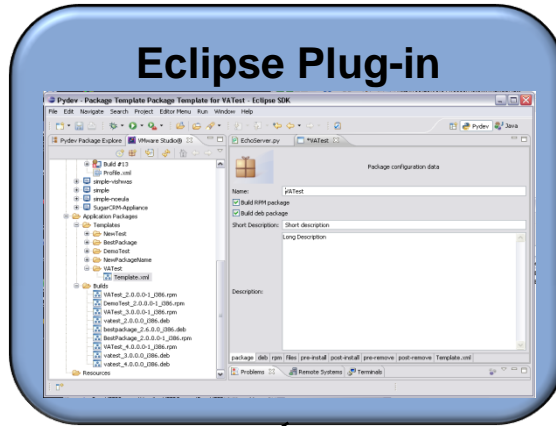 Eclipse Plug-in
Pydev - Package Template Package Template for VATest - Eclipse SDK
File Edit Navigate Search Project Editor Menu Run Window Help
Pydev Java
Pydev Package Explore VMware Studio EchoServer.py *VATest
Build #13
Profile.xml
simple-vishwas
simple
simple-noeula
SugarCRM-Appliance
Application Packages
Templates
NewTest
BestPackage
DemoTest
NewPackageName
VATest
Template.xml
Builds
VATest_2.0.0.0-1_i386.rpm
DemoTest_2.0.0.0-1_i386.rpm
VATest_3.0.0.0-1_i386.rpm
vatest_2.0.0.0_i386.deb
bestpackage_2.6.0.0_i386.deb
BestPackage_2.0.0.0-1_i386.rpm
VATest_4.0.0.0-1_i386.rpm
vatest_3.0.0.0_i386.deb
vatest_4.0.0.0_i386.deb
Resources
Package configuration data
Name: VATest
Build RPM package
Build deb package
Short Description: Short description
Long Description
Description:
package deb rpm files pre-install post-install pre-remove post-remove Template.xml
Problems Remote Systems Terminals